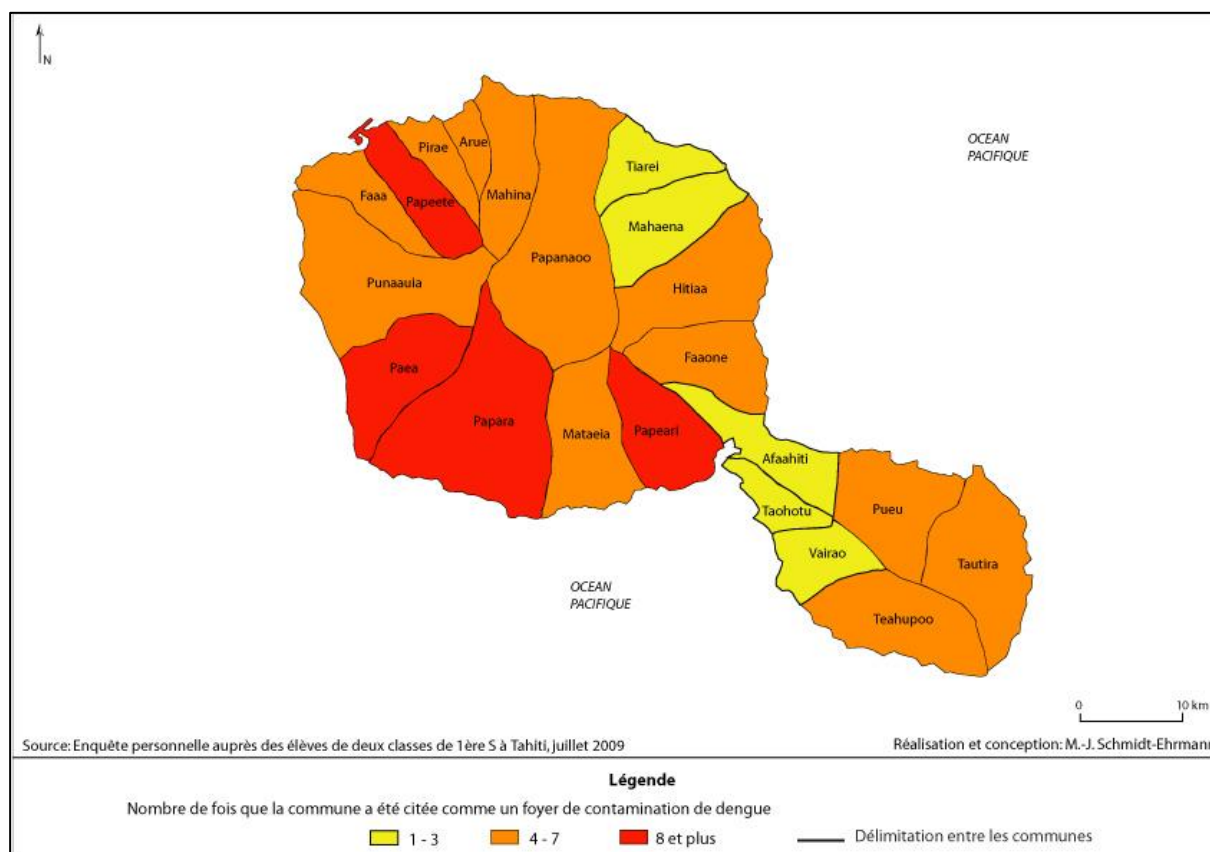 N
OCEAN
PACIFIQUE
Arue
Pirae
Tiarei
Faaa
Papeete
Mahina
Mahaena
Papanaoo
Punaauia
Hitiaa
Faaone
Paea
Papara
Mataeia
Papeari
Afaahiti
Taohotu
Pueu
Vairao
Tautira
OCEAN
PACIFIQUE
Teahupoo
0 10 km
Source: Enquête personnelle auprès des élèves de deux classes de 1ère S à Tahiti, juillet 2009
Réalisation et conception: M.-J. Schmidt-Ehrmann
Légende
Nombre de fois que la commune a été citée comme un foyer de contamination de dengue
1 - 3 4 - 7 8 et plus Délimitation entre les communes